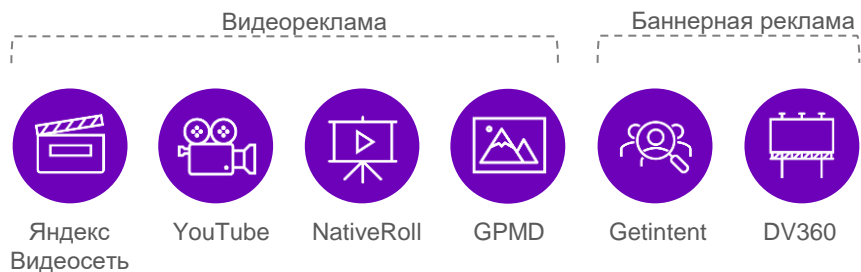 Видеореклама
Баннерная реклама
Яндекс
Видеосеть
YouTube
NativeRoll
GPMD
Getintent
DV360